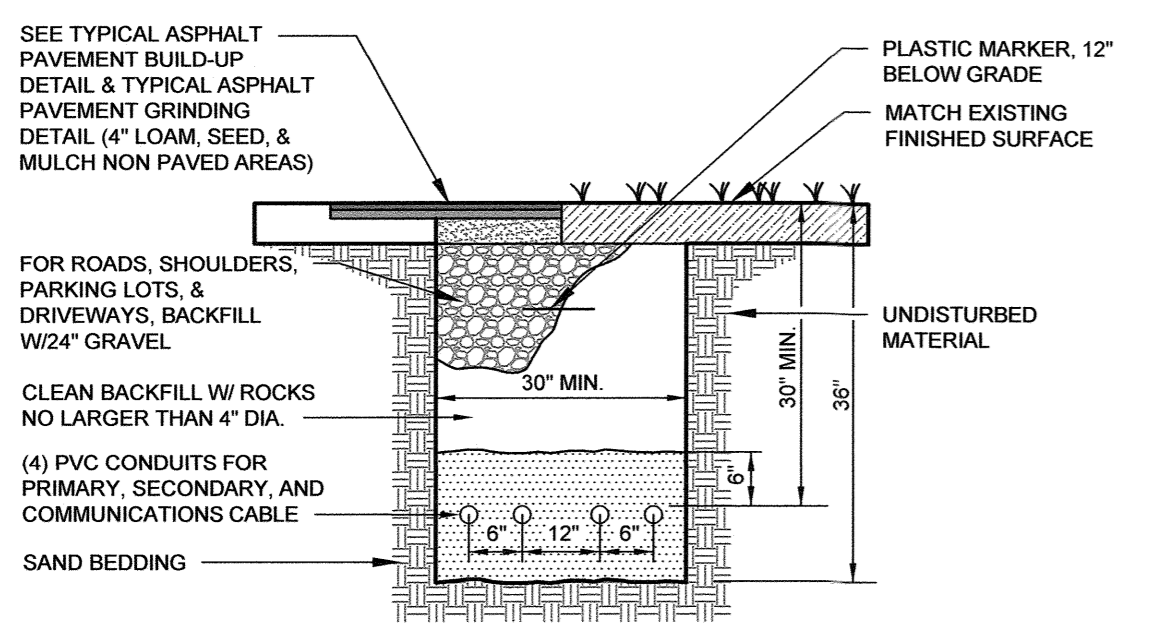 SEE TYPICAL ASPHALT
PAVEMENT BUILD-UP
DETAIL & TYPICAL ASPHALT
PAVEMENT GRINDING
DETAIL (4" LOAM, SEED, &
MULCH NON PAVED AREAS)
PLASTIC MARKER, 12"
BELOW GRADE
MATCH EXISTING
FINISHED SURFACE
FOR ROADS, SHOULDERS,
PARKING LOTS, &
DRIVEWAYS, BACKFILL
W/24" GRAVEL
UNDISTURBED
MATERIAL
30" MIN.
30" MIN.
36"
CLEAN BACKFILL W/ ROCKS
NO LARGER THAN 4" DIA.
(4) PVC CONDUITS FOR
PRIMARY, SECONDARY, AND
COMMUNICATIONS CABLE
6"
6"
12"
6"
SAND BEDDING